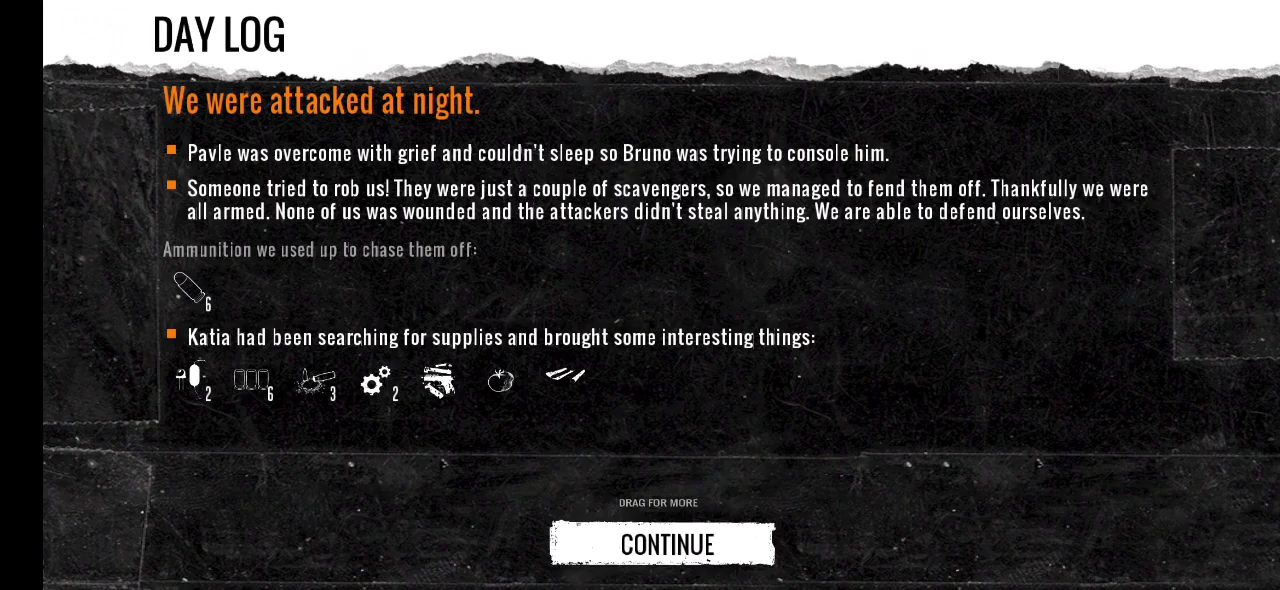 DAY LOG
We were attacked at night.
Pavle was overcome with grief and couldn't sleep so Bruno was trying to console him.
Someone tried to rob us! They were just a couple of scavengers, so we managed to fend them off. Thankfully we were
all armed. None of us was wounded and the attackers didn't steal anything. We are able to defend ourselves.
Ammunition we used up to chase them off:
6
Katia had been searching for supplies and brought some interesting things:
2 6 3 2
DRAG FOR MORE
CONTINUE